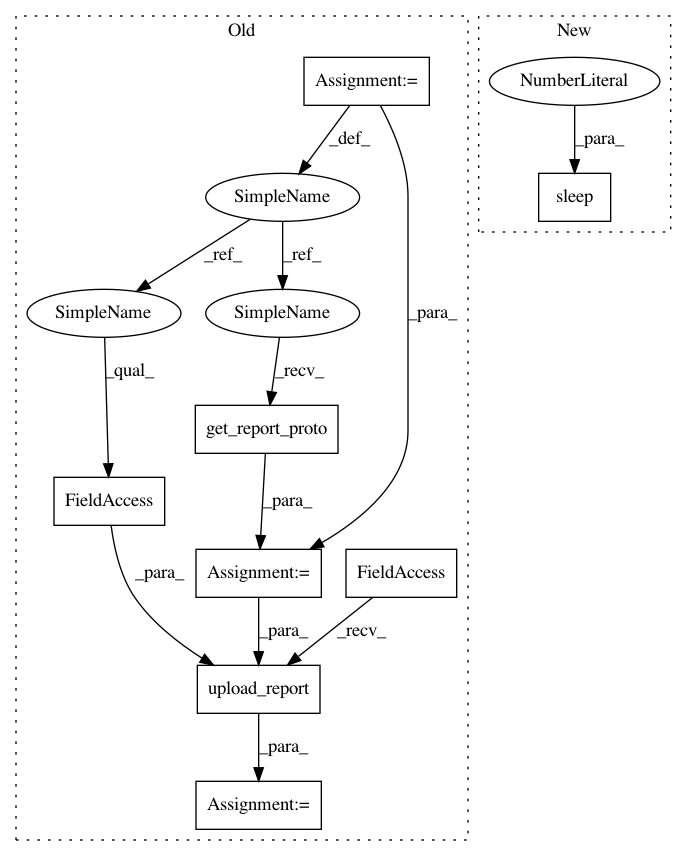 Old
New
Assignment:=
NumberLiteral
_def_
_para_
SimpleName
sleep
_ref_
_ref_
SimpleName
SimpleName
_para_
_qual_
_recv_
get_report_proto
FieldAccess
_para_
_para_
Assignment:=
FieldAccess
_para_
_recv_
upload_report
_para_
Assignment:=